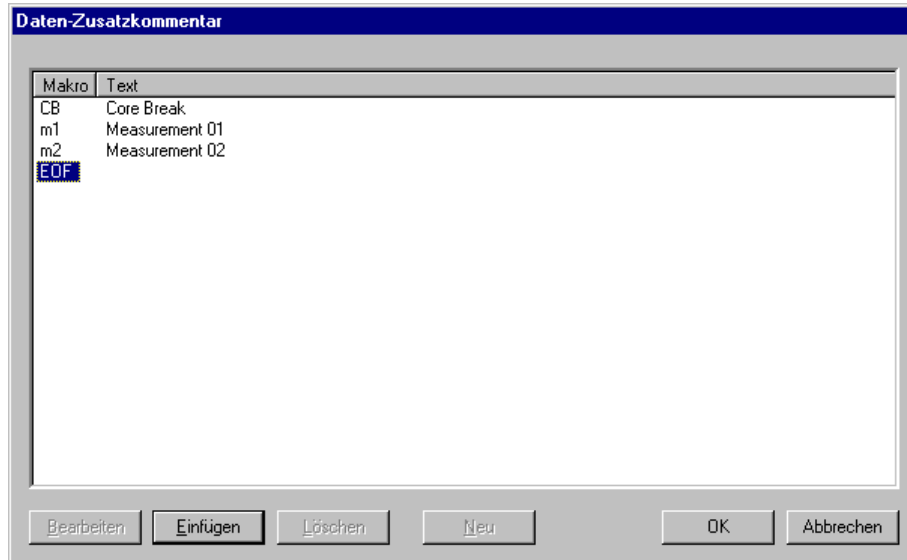 Daten-Zusatzkommentar
Makro Text
CB Core Break
m1 Measurement 01
m2 Measurement 02
EOF
Bearbeiten Einfügen Löschen Neu OK Abbrechen